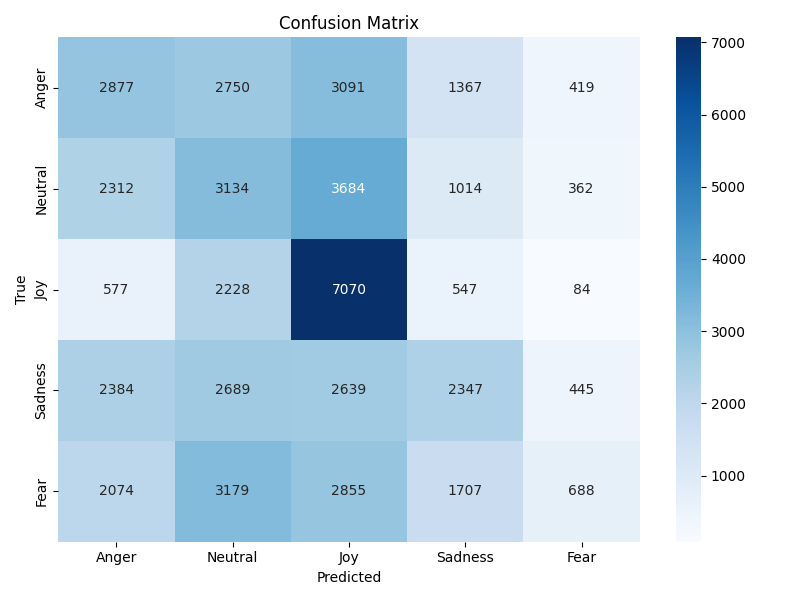 Confusion Matrix
True
Anger 2877 2750 3091 1367 419
Neutral 2312 3134 3684 1014 362
Joy 577 2228 7070 547 84
Sadness 2384 2689 2639 2347 445
Fear 2074 3179 2855 1707 688
Anger Neutral Joy Sadness Fear
Predicted
7000
6000
5000
4000
3000
2000
1000